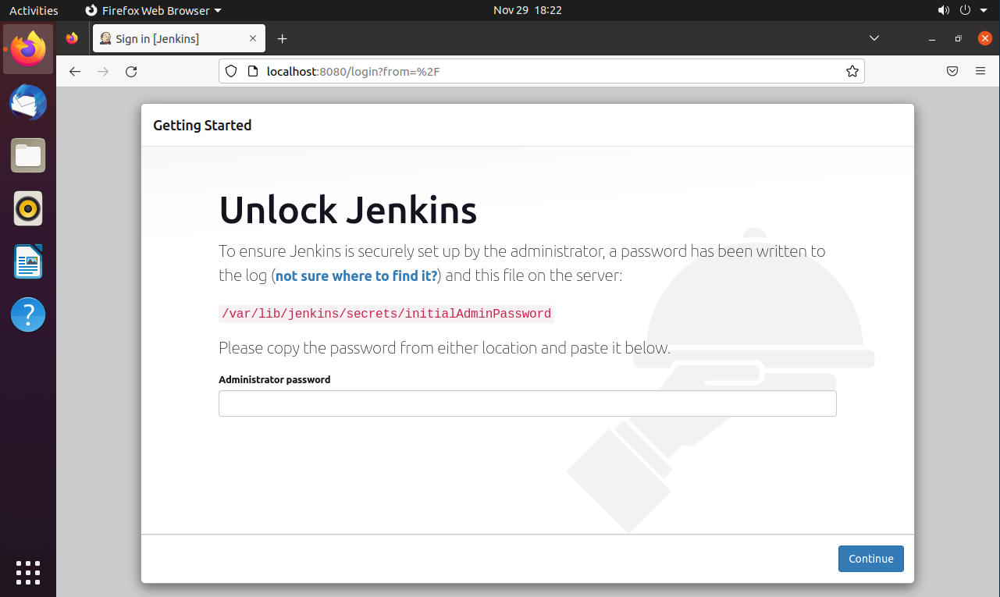 Activities
Firefox Web Browser
Nov 29 18:22
Sign in [Jenkins]
localhost:8080/login?from=%2F
Getting Started
Unlock Jenkins
To ensure Jenkins is securely set up by the administrator, a password has been written to
the log (not sure where to find it?) and this file on the server:
/var/lib/jenkins/secrets/initialAdminPassword
Please copy the password from either location and paste it below.
Administrator password
Continue